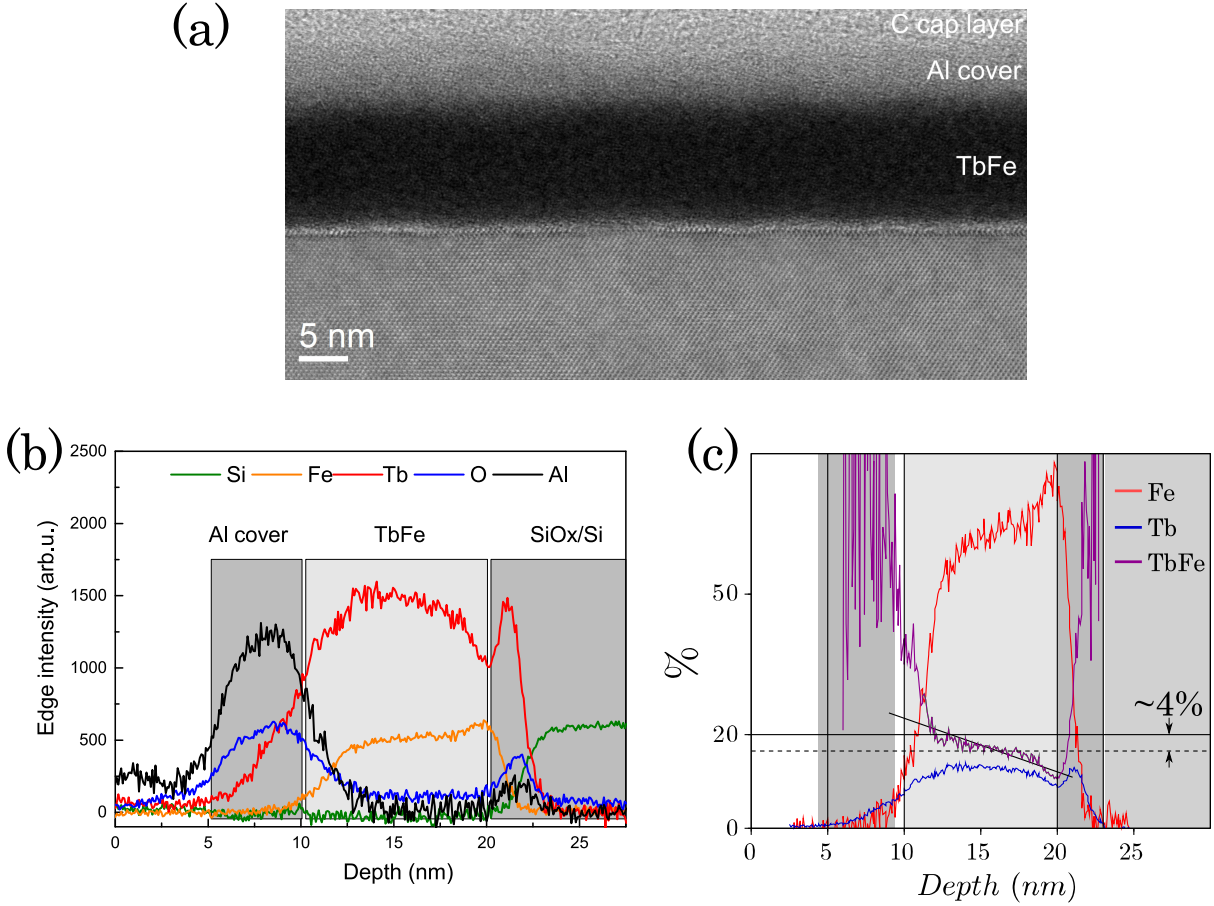 (a)
C cap layer
Al cover
TbFe
5 nm
(b)
2500
2000
1500
1000
500
0
Edge intensity (arb.u.)
Si Fe Tb O Al
Al cover TbFe SiOx/Si
0 5 10 15 20 25
Depth (nm)
(c)
Fe
Tb
TbFe
50
20
0
%
~4%
0 5 10 15 20 25
Depth (nm)